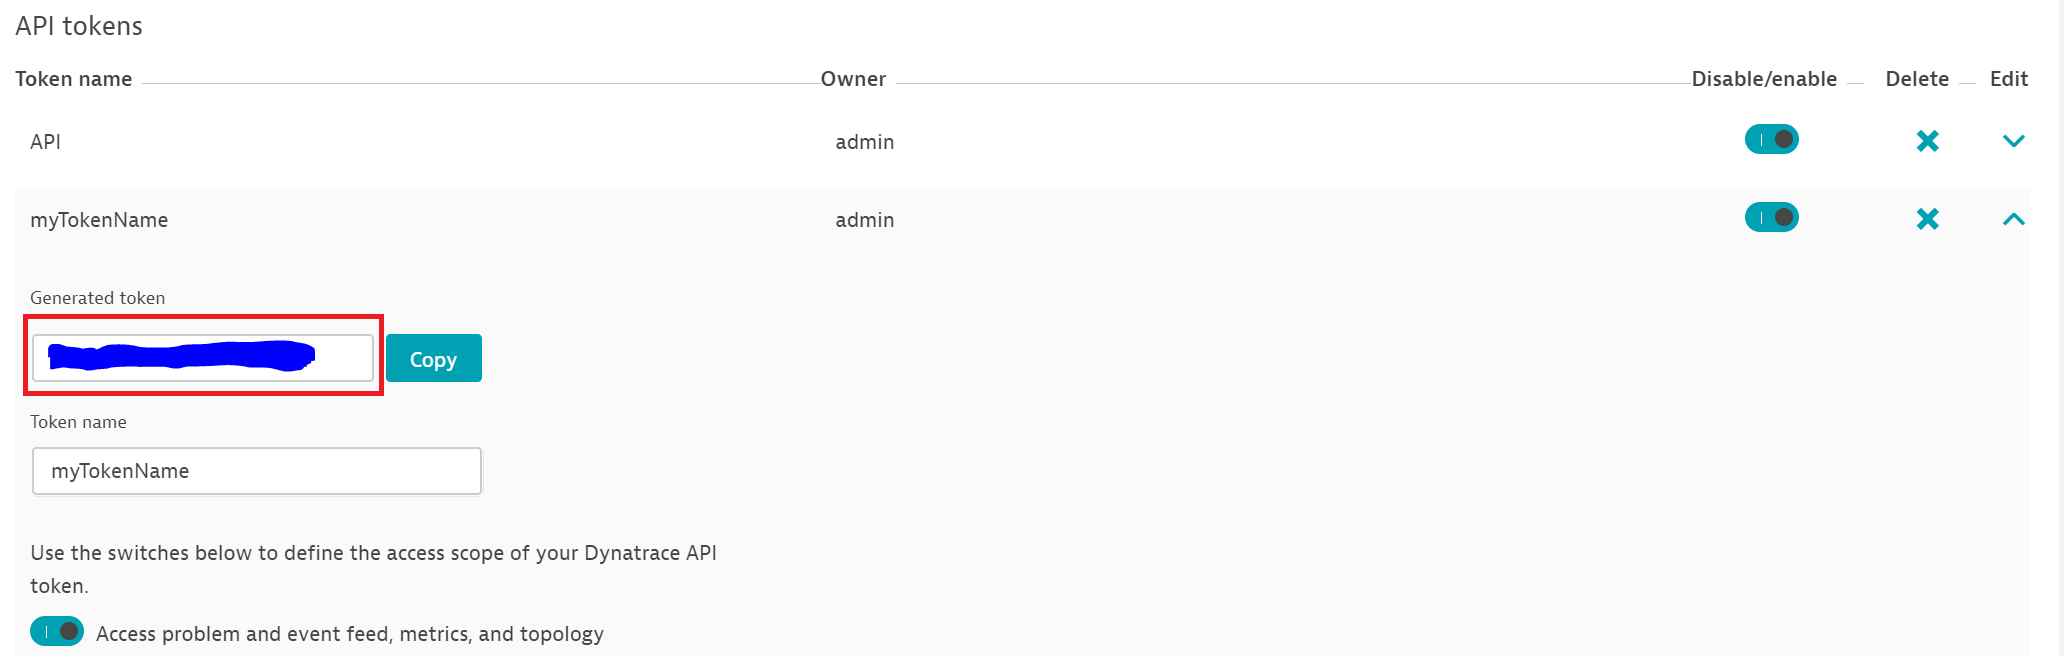 API tokens
Token name Owner Disable/enable Delete Edit
API admin
myTokenName admin
Generated token
Copy
Token name
myTokenName
Use the switches below to define the access scope of your Dynatrace API
token.
Access problem and event feed, metrics, and topology